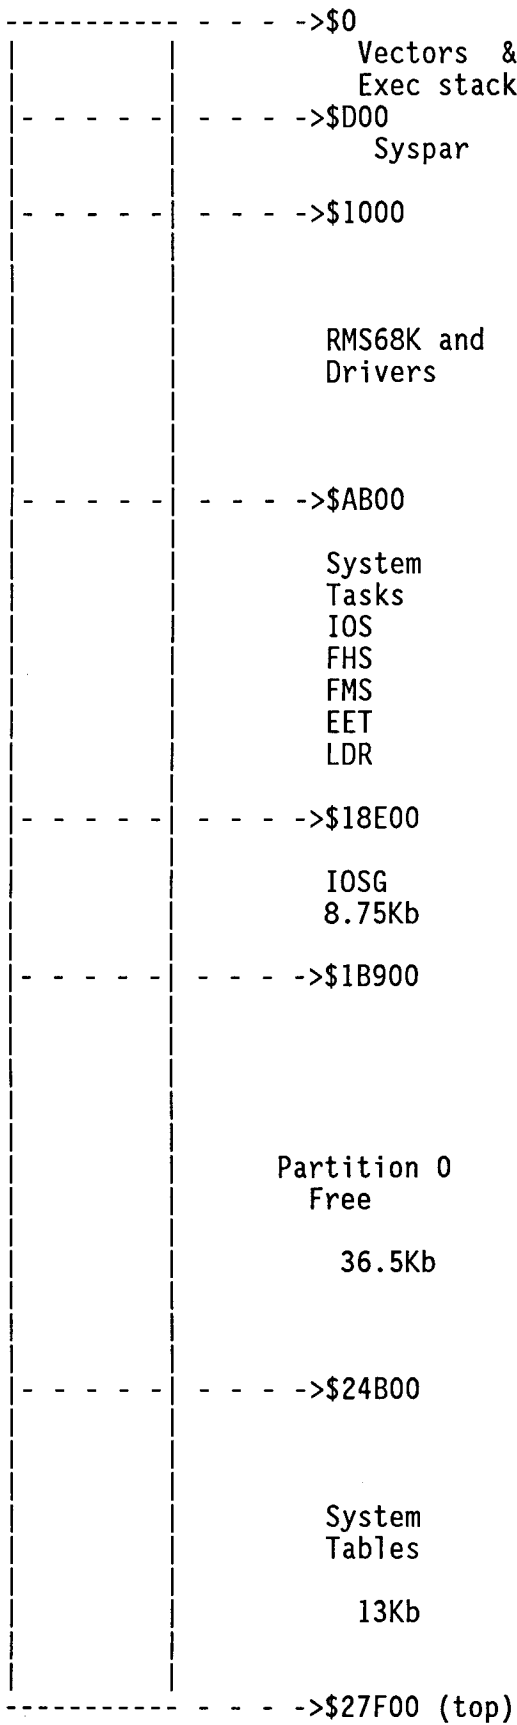 ---------- - - - ->$0
Vectors &
Exec stack
- - - - - - - - ->$D00
Syspar
- - - - - - - - ->$1000
RMS68K and
Drivers
- - - - - - - - ->$AB00
System
Tasks
IOS
FHS
FMS
EET
LDR
- - - - - - - - ->$18E00
IOSG
8.75Kb
- - - - - - - - ->$1B900
Partition 0
Free
36.5Kb
- - - - - - - - ->$24B00
System
Tables
13Kb
---------- - - - ->$27F00 (top)